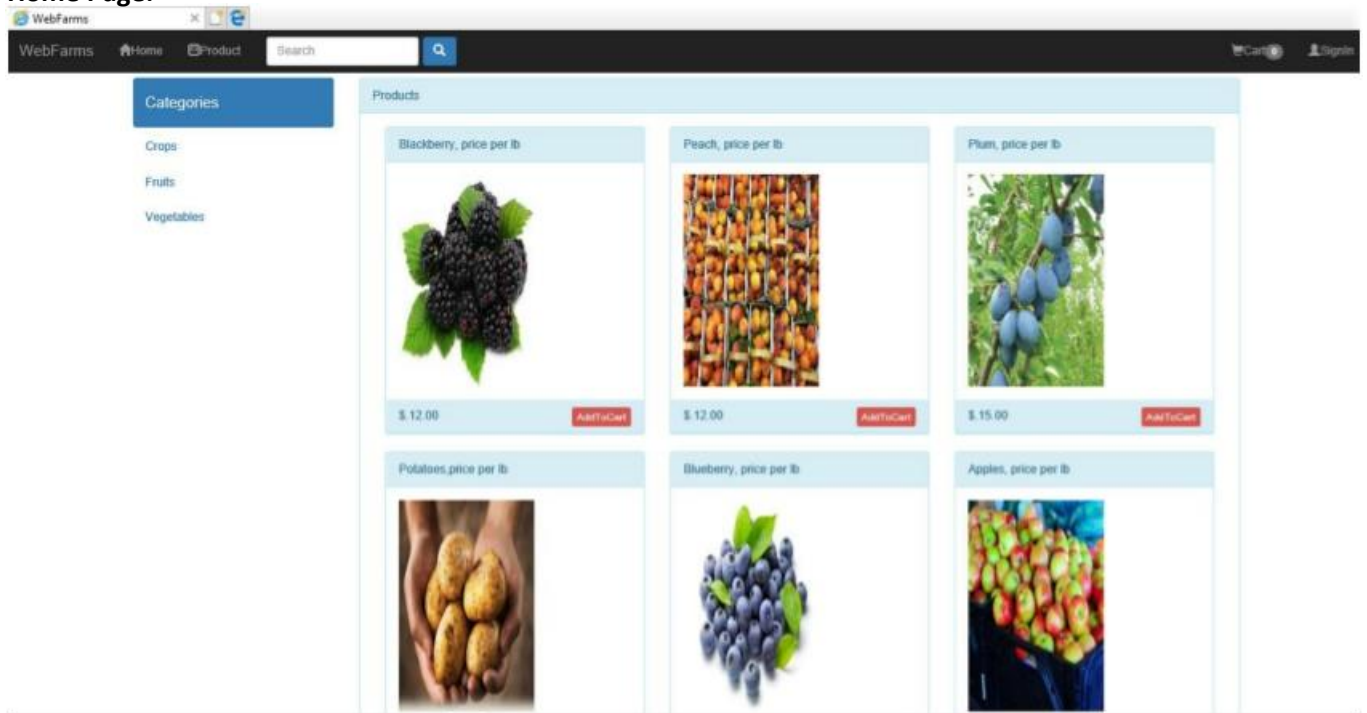 Home Page:
WebFarms
WebFarms Home Product Search Cart 0 SignIn
Categories
Crops
Fruits
Vegetables
Products
Blackberry, price per lb
Peach, price per lb
Plum, price per lb
$ 12.00 AddToCart
$ 12.00 AddToCart
$ 15.00 AddToCart
Potatoes,price per lb
Blueberry, price per lb
Apples, price per lb